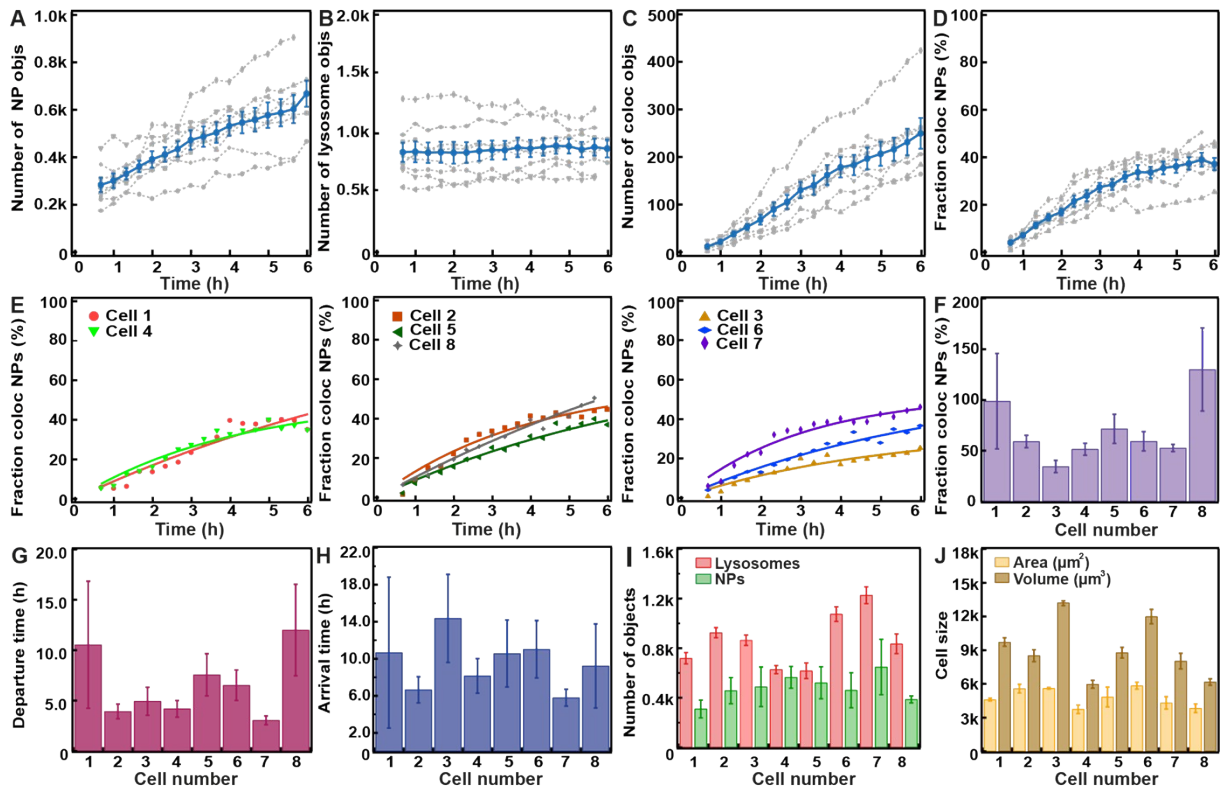 A
Number of NP objs
1.0k
0.8k
0.6k
0.4k
0.2k
0
0 1 2 3 4 5 6
Time (h)
B
Number of lysosome objs
2.0k
1.5k
1.0k
0.5k
0
0 1 2 3 4 5 6
Time (h)
C
Number of coloc objs
500
400
300
200
100
0
0 1 2 3 4 5 6
Time (h)
D
Fraction coloc NPs (%)
100
80
60
40
20
0
0 1 2 3 4 5 6
Time (h)
E
Fraction coloc NPs (%)
100
80
60
40
20
0
Cell 1
Cell 4
0 1 2 3 4 5 6
Time (h)
Fraction coloc NPs (%)
100
80
60
40
20
0
Cell 2
Cell 5
Cell 8
0 1 2 3 4 5 6
Time (h)
Fraction coloc NPs (%)
100
80
60
40
20
0
Cell 3
Cell 6
Cell 7
0 1 2 3 4 5 6
Time (h)
F
Fraction coloc NPs (%)
200
150
100
50
0
1 2 3 4 5 6 7 8
Cell number
G
Departure time (h)
20.0
15.0
10.0
5.0
0
1 2 3 4 5 6 7 8
Cell number
H
Arrival time (h)
22.0
18.0
14.0
10.0
6.0
2.0
0
1 2 3 4 5 6 7 8
Cell number
I
Number of objects
1.6k
1.2k
0.8k
0.4k
0
Lysosomes
NPs
1 2 3 4 5 6 7 8
Cell number
J
Cell size
18k
15k
12k
9k
6k
3k
0
Area (µm²)
Volume (µm³)
1 2 3 4 5 6 7 8
Cell number